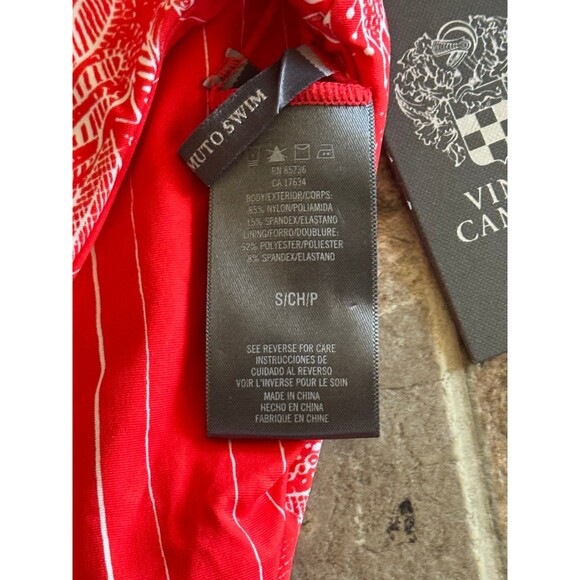 MUTO SWIM
RN 85736
CA 17634
BODY/EXTERIOR/CORPS:
85% NYLON/POLIAMIDA
15% SPANDEX/ELASTANO
LINING/FORRO/DOUBLURE:
92% POLYESTER/POLIESTER
8% SPANDEX/ELASTANO
S/CH/P
SEE REVERSE FOR CARE
INSTRUCCIONES DE
CUIDADO AL REVERSO
VOIR L'INVERSE POUR LE SOIN
MADE IN CHINA
HECHO EN CHINA
FABRIQUE EN CHINE
VIN
CAM